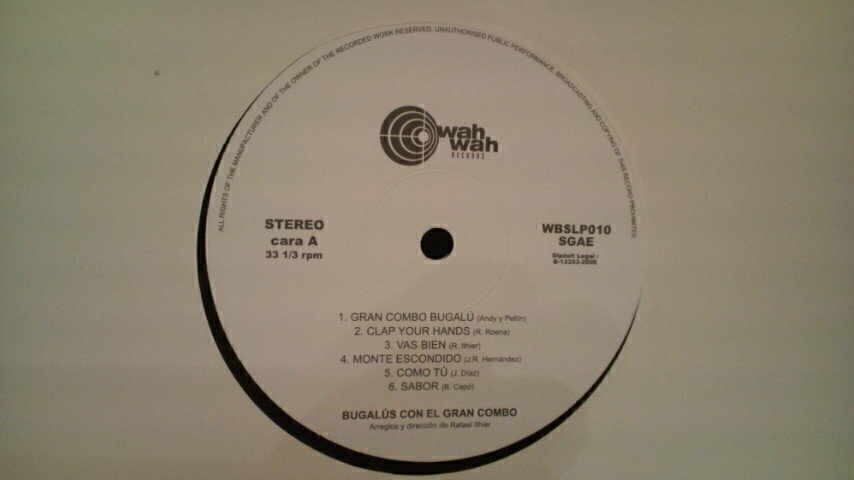 ALL RIGHTS OF THE MANUFACTURER AND OF THE OWNER OF THE RECORDED WORK RESERVED. UNAUTHORISED PUBLIC PERFORMANCE, BROADCASTING AND COPYING OF THIS RECORD PROHIBITED
wah
wah
RECORDS
STEREO
cara A
33 1/3 rpm
WBSLP010
SGAE
Dipòsit Legal :
B-13353-2005
1. GRAN COMBO BUGALÚ (Andy y Pellín)
2. CLAP YOUR HANDS (R. Roena)
3. VAS BIEN (R. Ithier)
4. MONTE ESCONDIDO (J.R. Hernández)
5. COMO TÚ (J. Díaz)
6. SABOR (B. Capó)
BUGALÚS CON EL GRAN COMBO
Arreglos y dirección de Rafael Ithier